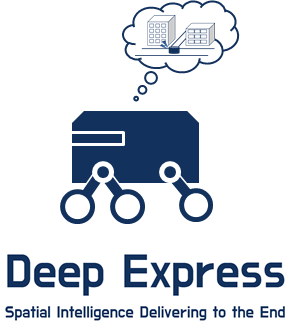 Deep Express
Spatial Intelligence Delivering to the End